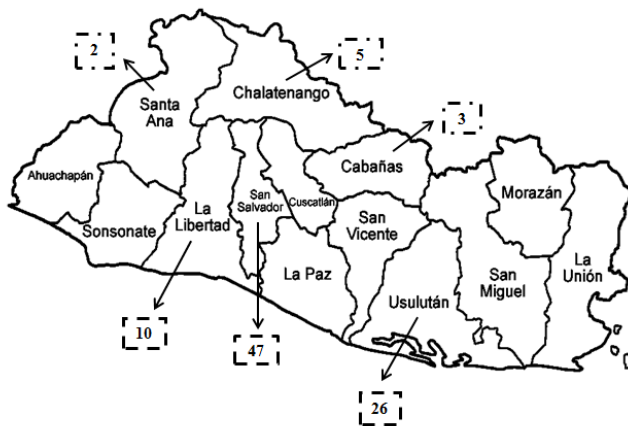 2
5
Santa
Ana
Chalatenango
3
Cabañas
Ahuachapán
Morazán
La
Libertad
San
Salvador
Cuscatlán
San
Vicente
Sonsonate
La
Unión
La Paz
San
Miguel
Usulután
10
47
26